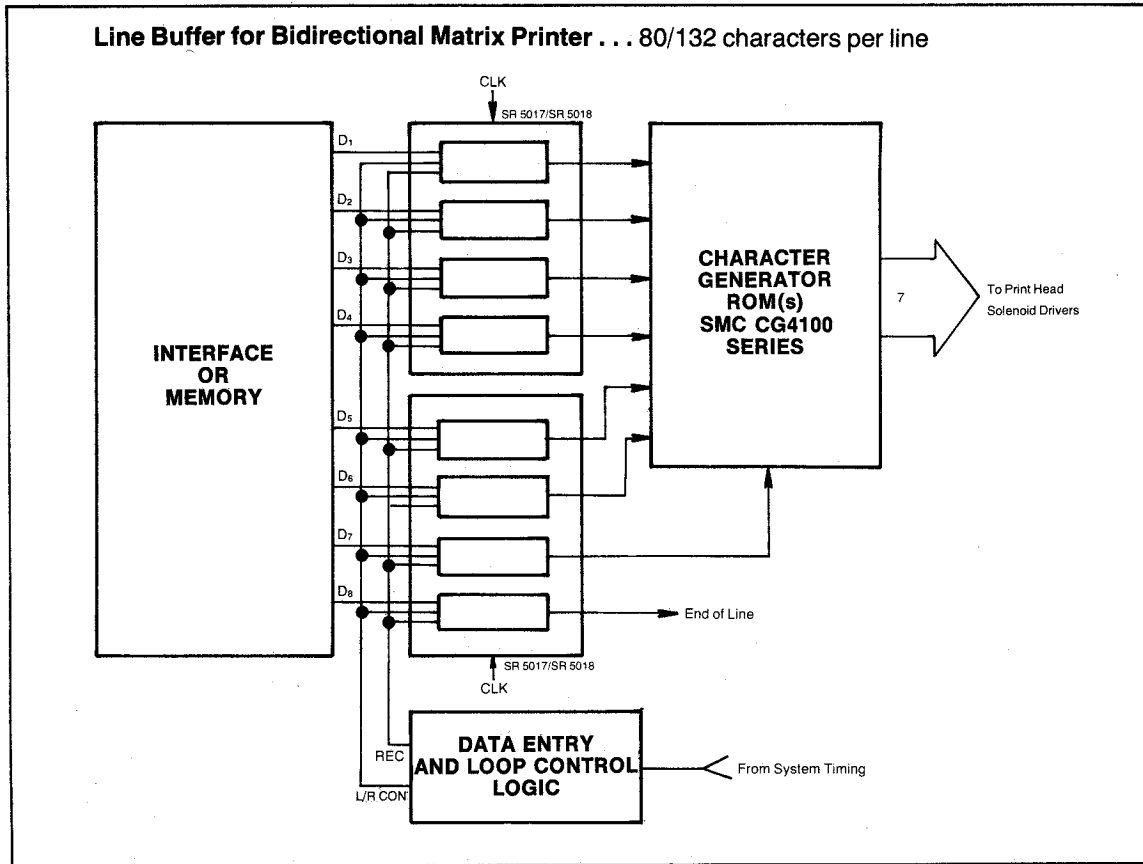 Line Buffer for Bidirectional Matrix Printer . . . 80/132 characters per line
CLK
SR 5017/SR 5018
D1
D2
D3
D4
INTERFACE
OR
MEMORY
D5
D6
D7
D8
CHARACTER
GENERATOR
ROM(s)
SMC CG4100
SERIES
7
To Print Head
Solenoid Drivers
End of Line
SR 5017/SR 5018
CLK
REC
L/R CONT
DATA ENTRY
AND LOOP CONTROL
LOGIC
From System Timing